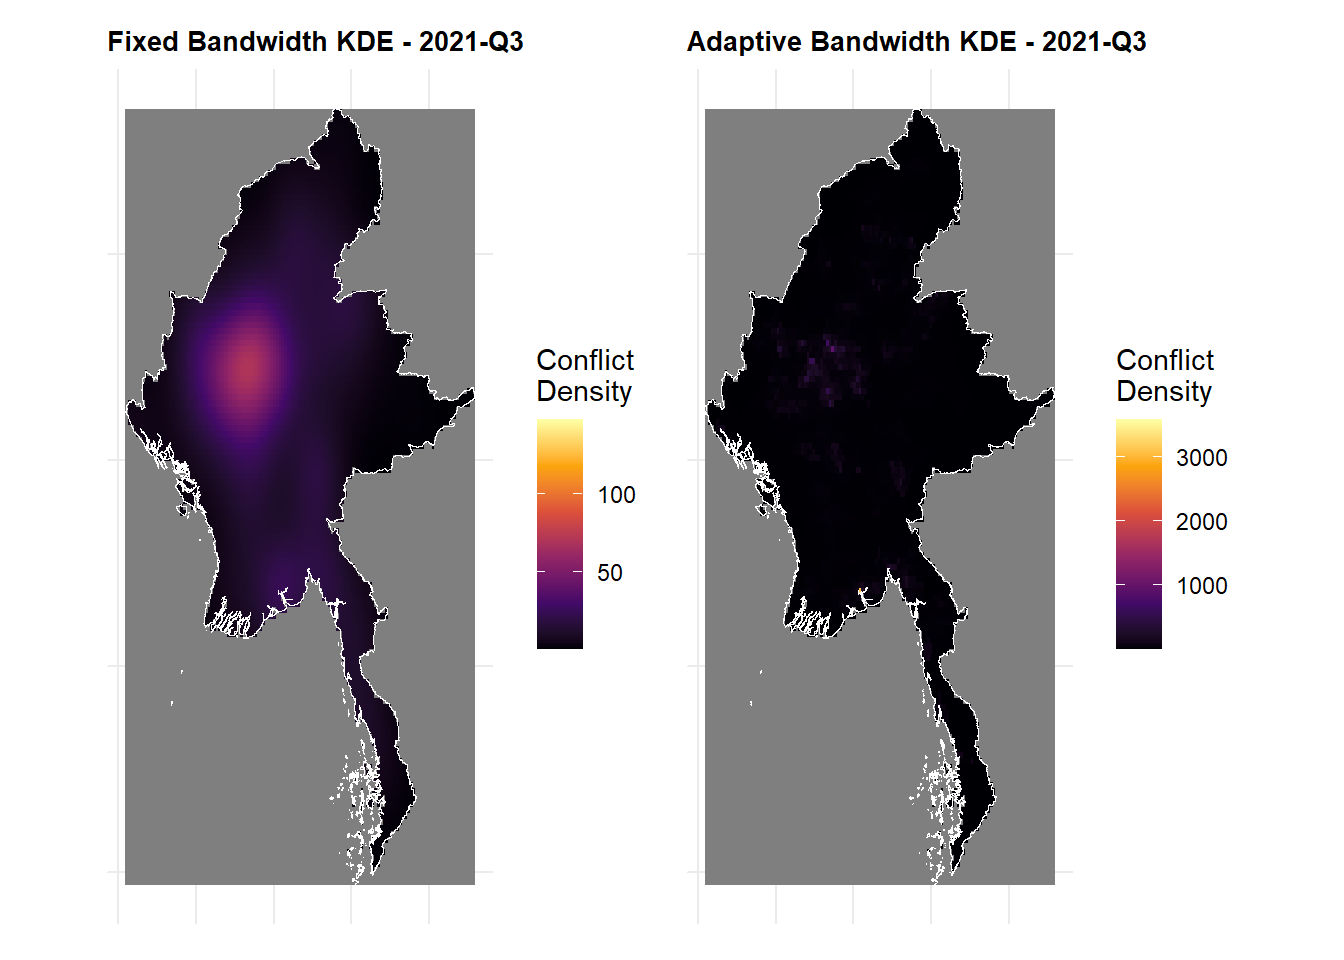 Fixed Bandwidth KDE - 2021-Q3
Conflict
Density
100
50
Adaptive Bandwidth KDE - 2021-Q3
Conflict
Density
3000
2000
1000